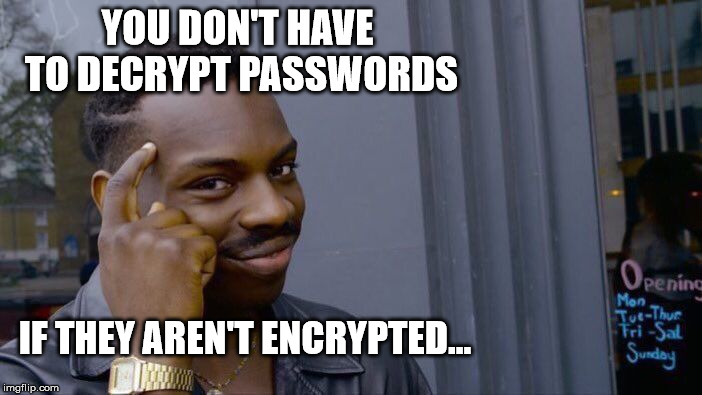 YOU DON'T HAVE
TO DECRYPT PASSWORDS
IF THEY AREN'T ENCRYPTED...
Opening
Mon
Tue-Thur
Fri -Sat
Sunday
imgflip.com